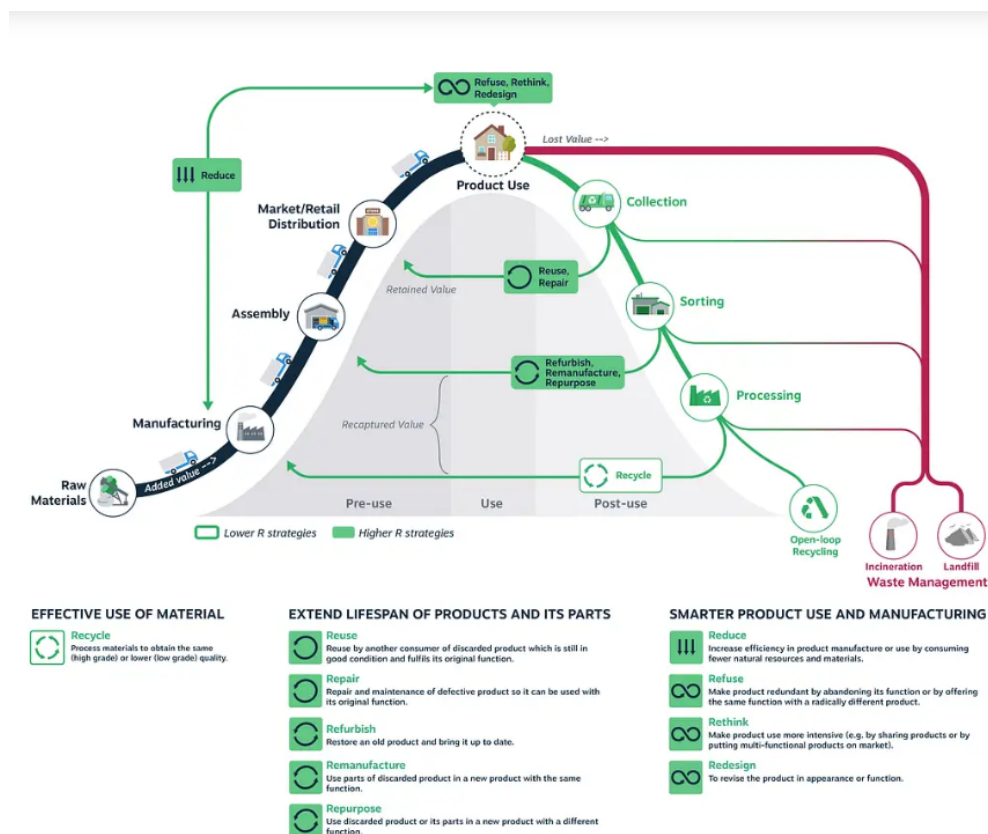 Refuse, Rethink,
Redesign
Lost Value -->
Reduce
Product Use
Market/Retail
Distribution
Collection
Reuse,
Repair
Retained Value
Assembly
Sorting
Refurbish,
Remanufacture,
Repurpose
Processing
Manufacturing
Recaptured Value
Added value -->
Recycle
Raw
Materials
Pre-use
Use
Post-use
Lower R strategies
Higher R strategies
Open-loop
Recycling
Incineration
Landfill
Waste Management
EFFECTIVE USE OF MATERIAL
Recycle
Process materials to obtain the same
(high grade) or lower (low grade) quality.
EXTEND LIFESPAN OF PRODUCTS AND ITS PARTS
Reuse
Reuse by another consumer of discarded product which is still in
good condition and fulfils its original function.
Repair
Repair and maintenance of defective product so it can be used with
its original function.
Refurbish
Restore an old product and bring it up to date.
Remanufacture
Use parts of discarded product in a new product with the same
function.
Repurpose
Use discarded product or its parts in a new product with a different
function.
SMARTER PRODUCT USE AND MANUFACTURING
Reduce
Increase efficiency in product manufacture or use by consuming
fewer natural resources and materials.
Refuse
Make product redundant by abandoning its function or by offering
the same function with a radically different product.
Rethink
Make product use more intensive (e.g. by sharing products or by
putting multi-functional products on market).
Redesign
To revise the product in appearance or function.